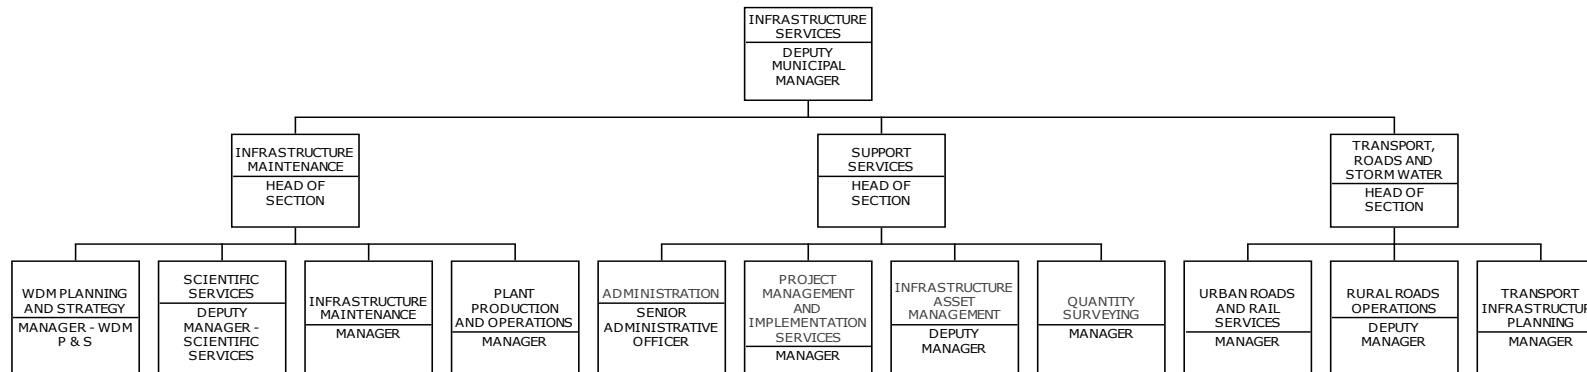 INFRASTRUCTURE
SERVICES
DEPUTY
MUNICIPAL
MANAGER
INFRASTRUCTURE
MAINTENANCE
HEAD OF
SECTION
SUPPORT
SERVICES
HEAD OF
SECTION
TRANSPORT,
ROADS AND
STORM WATER
HEAD OF
SECTION
WDM PLANNING
AND STRATEGY
MANAGER - WDM
P & S
SCIENTIFIC
SERVICES
DEPUTY
MANAGER -
SCIENTIFIC
SERVICES
INFRASTRUCTURE
MAINTENANCE
MANAGER
PLANT
PRODUCTION
AND OPERATIONS
MANAGER
ADMINISTRATION
SENIOR
ADMINISTRATIVE
OFFICER
PROJECT
MANAGEMENT
AND
IMPLEMENTATION
SERVICES
MANAGER
INFRASTRUCTURE
ASSET
MANAGEMENT
DEPUTY
MANAGER
QUANTITY
SURVEYING
MANAGER
URBAN ROADS
AND RAIL
SERVICES
MANAGER
RURAL ROADS
OPERATIONS
DEPUTY
MANAGER
TRANSPORT
INFRASTRUCTUR
PLANNING
MANAGER